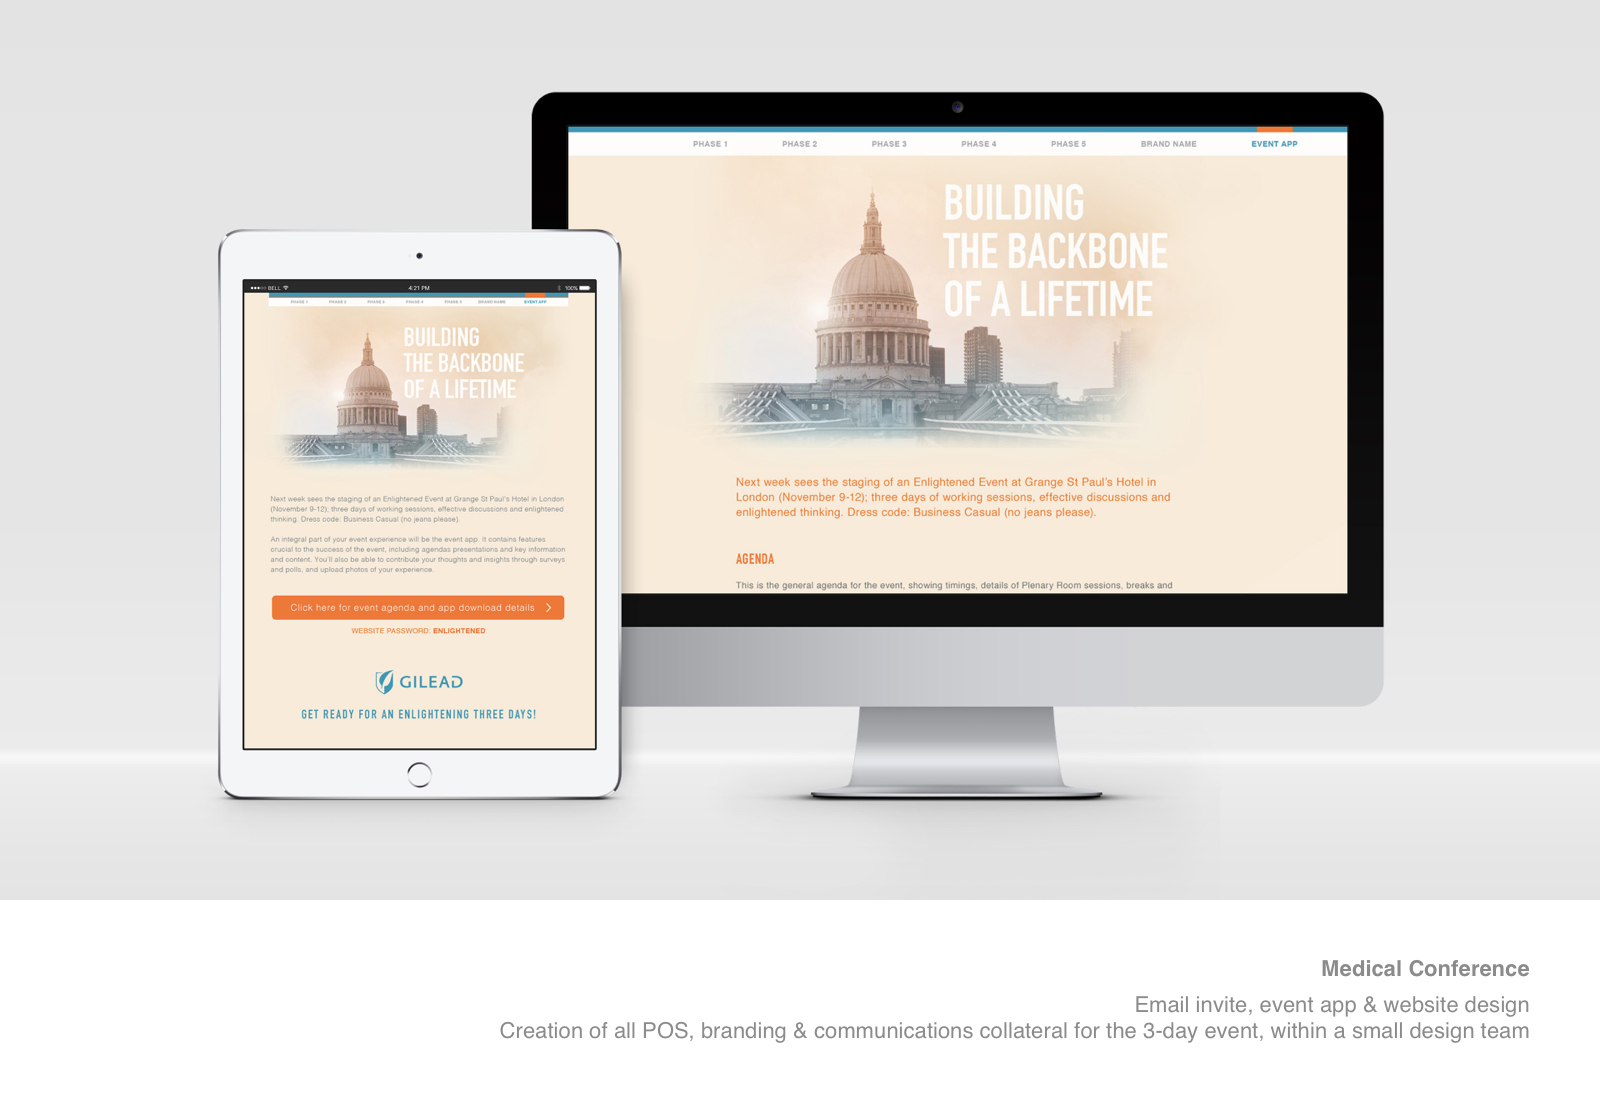 PHASE 1 PHASE 2 PHASE 3 PHASE 4 PHASE 5 BRAND NAME EVENT APP
BUILDING
THE BACKBONE
OF A LIFETIME
Next week sees the staging of an Enlightened Event at Grange St Paul's Hotel in
London (November 9-12); three days of working sessions, effective discussions and
enlightened thinking. Dress code: Business Casual (no jeans please).
AGENDA
This is the general agenda for the event, showing timings, details of Plenary Room sessions, breaks and
BELL 4:21 PM 100%
PHASE 1 PHASE 2 PHASE 3 PHASE 4 PHASE 5 BRAND NAME EVENT APP
BUILDING
THE BACKBONE
OF A LIFETIME
Next week sees the staging of an Enlightened Event at Grange St Paul's Hotel in London
(November 9-12); three days of working sessions, effective discussions and enlightened
thinking. Dress code: Business Casual (no jeans please).
An integral part of your event experience will be the event app. It contains features
crucial to the success of the event, including agendas presentations and key information
and content. You'll also be able to contribute your thoughts and insights through surveys
and polls, and upload photos of your experience.
Click here for event agenda and app download details
WEBSITE PASSWORD: ENLIGHTENED
GILEAD
GET READY FOR AN ENLIGHTENING THREE DAYS!
Medical Conference
Email invite, event app & website design
Creation of all POS, branding & communications collateral for the 3-day event, within a small design team